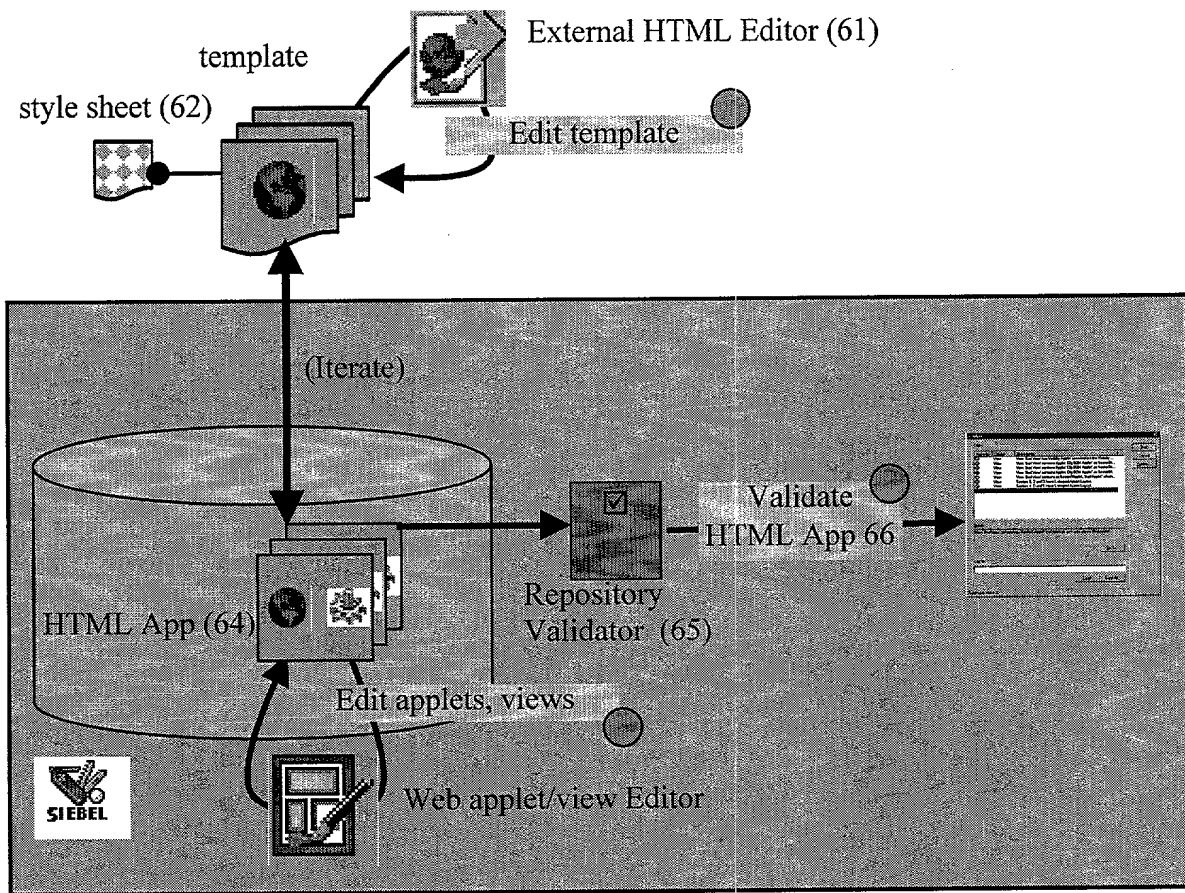 External HTML Editor (61)
template
style sheet (62)
Edit template
(Iterate)
Validate
HTML App 66
HTML App (64)
Repository
Validator (65)
Edit applets, views
Web applet/view Editor
SIEBEL